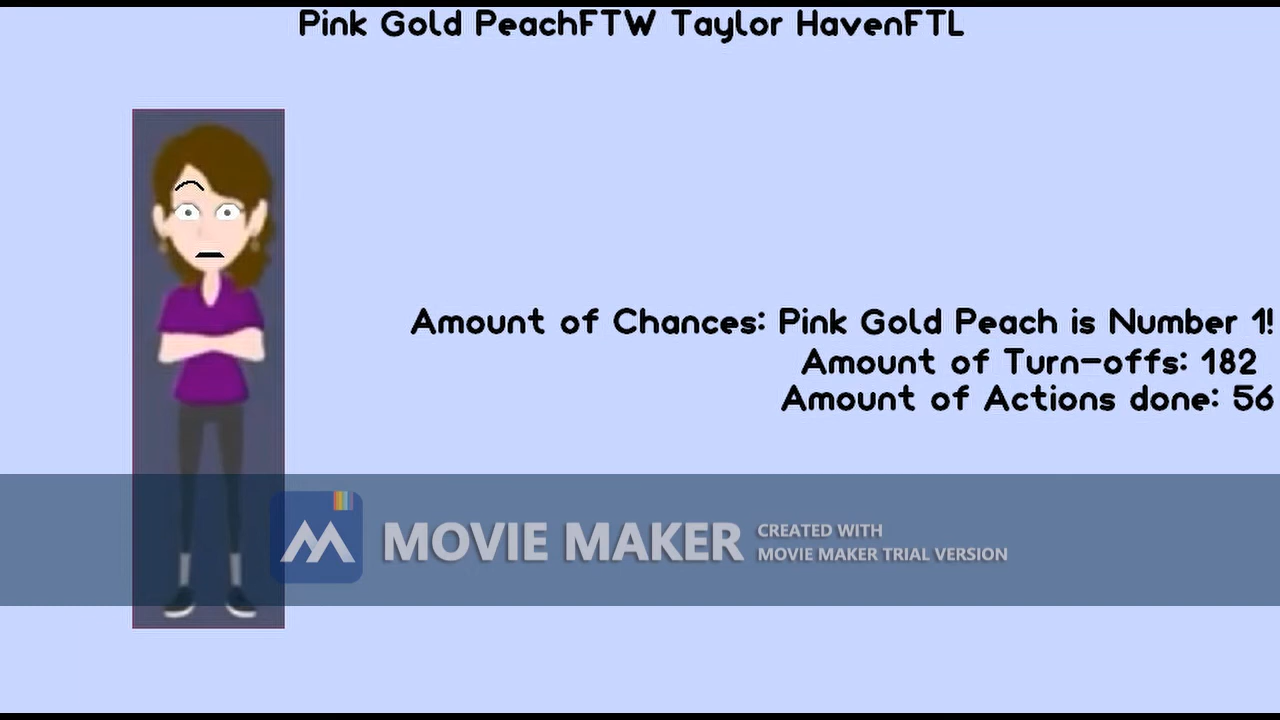 Pink Gold PeachFTW Taylor HavenFTL
Amount of Chances: Pink Gold Peach is Number 1!
Amount of Turn-offs: 182
Amount of Actions done: 56
MOVIE MAKER
CREATED WITH
MOVIE MAKER TRIAL VERSION